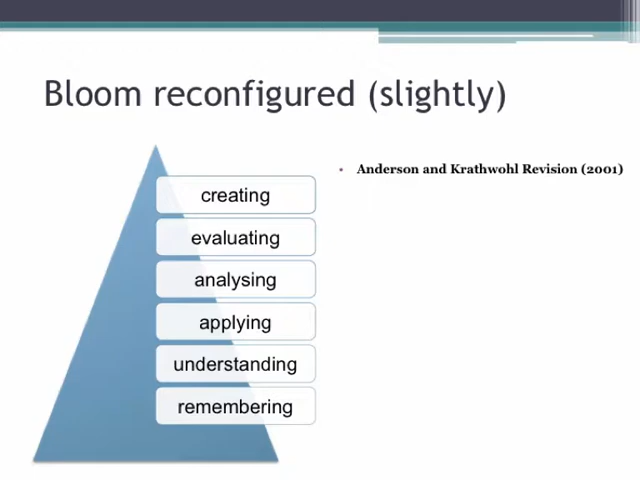 Bloom reconfigured (slightly)
• Anderson and Krathwohl Revision (2001)
creating
evaluating
analysing
applying
understanding
remembering